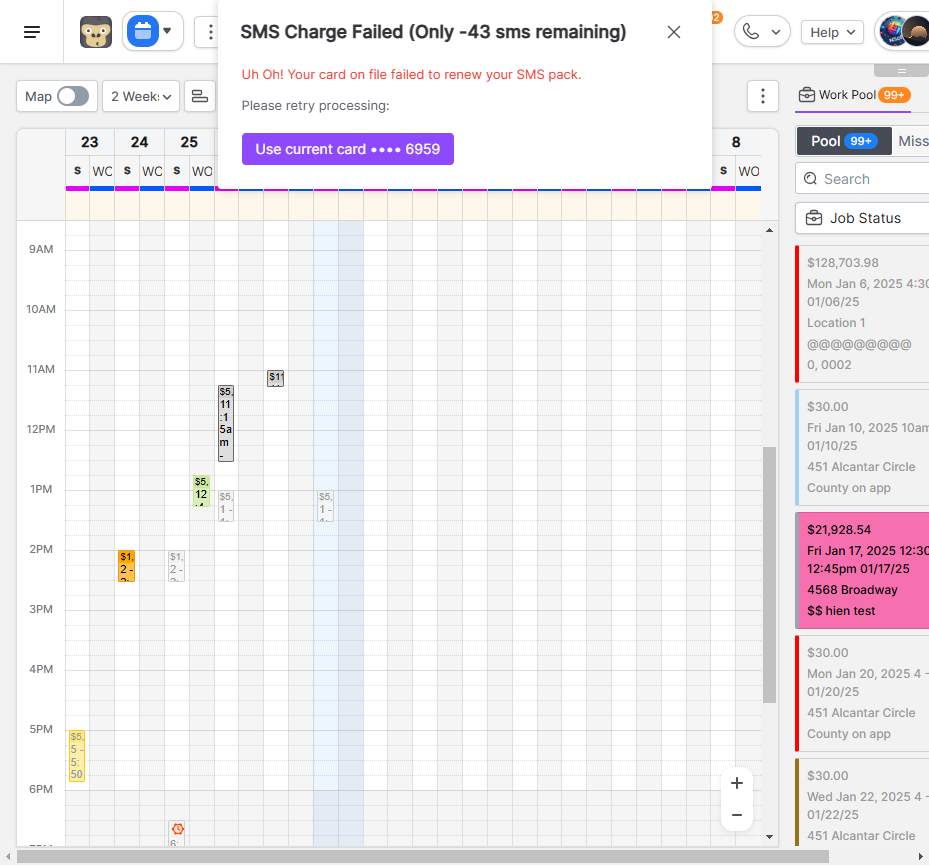 SMS Charge Failed (Only -43 sms remaining)
Uh Oh! Your card on file failed to renew your SMS pack.
Please retry processing:
Use current card •••• 6959
2
Help
Map
2 Week
23 24 25 8
S WO S WO S WO S WO
9AM
10AM
11AM
12PM
1PM
2PM
3PM
4PM
5PM
6PM
$11
$5,
11
:1
5a
m
-
$5,
12
$5,
1 -
$5,
1 -
$1,
2 -
$1,
2 -
$5,
5 -
5:
50
6:
+
−
Work Pool 99+
Pool 99+ Miss
Search
Job Status
$128,703.98
Mon Jan 6, 2025 4:30
01/06/25
Location 1
@@@@@@@@@
0, 0002
$30.00
Fri Jan 10, 2025 10am
01/10/25
451 Alcantar Circle
County on app
$21,928.54
Fri Jan 17, 2025 12:30
12:45pm 01/17/25
4568 Broadway
$$ hien test
$30.00
Mon Jan 20, 2025 4 -
01/20/25
451 Alcantar Circle
County on app
$30.00
Wed Jan 22, 2025 4 -
01/22/25
451 Alcantar Circle